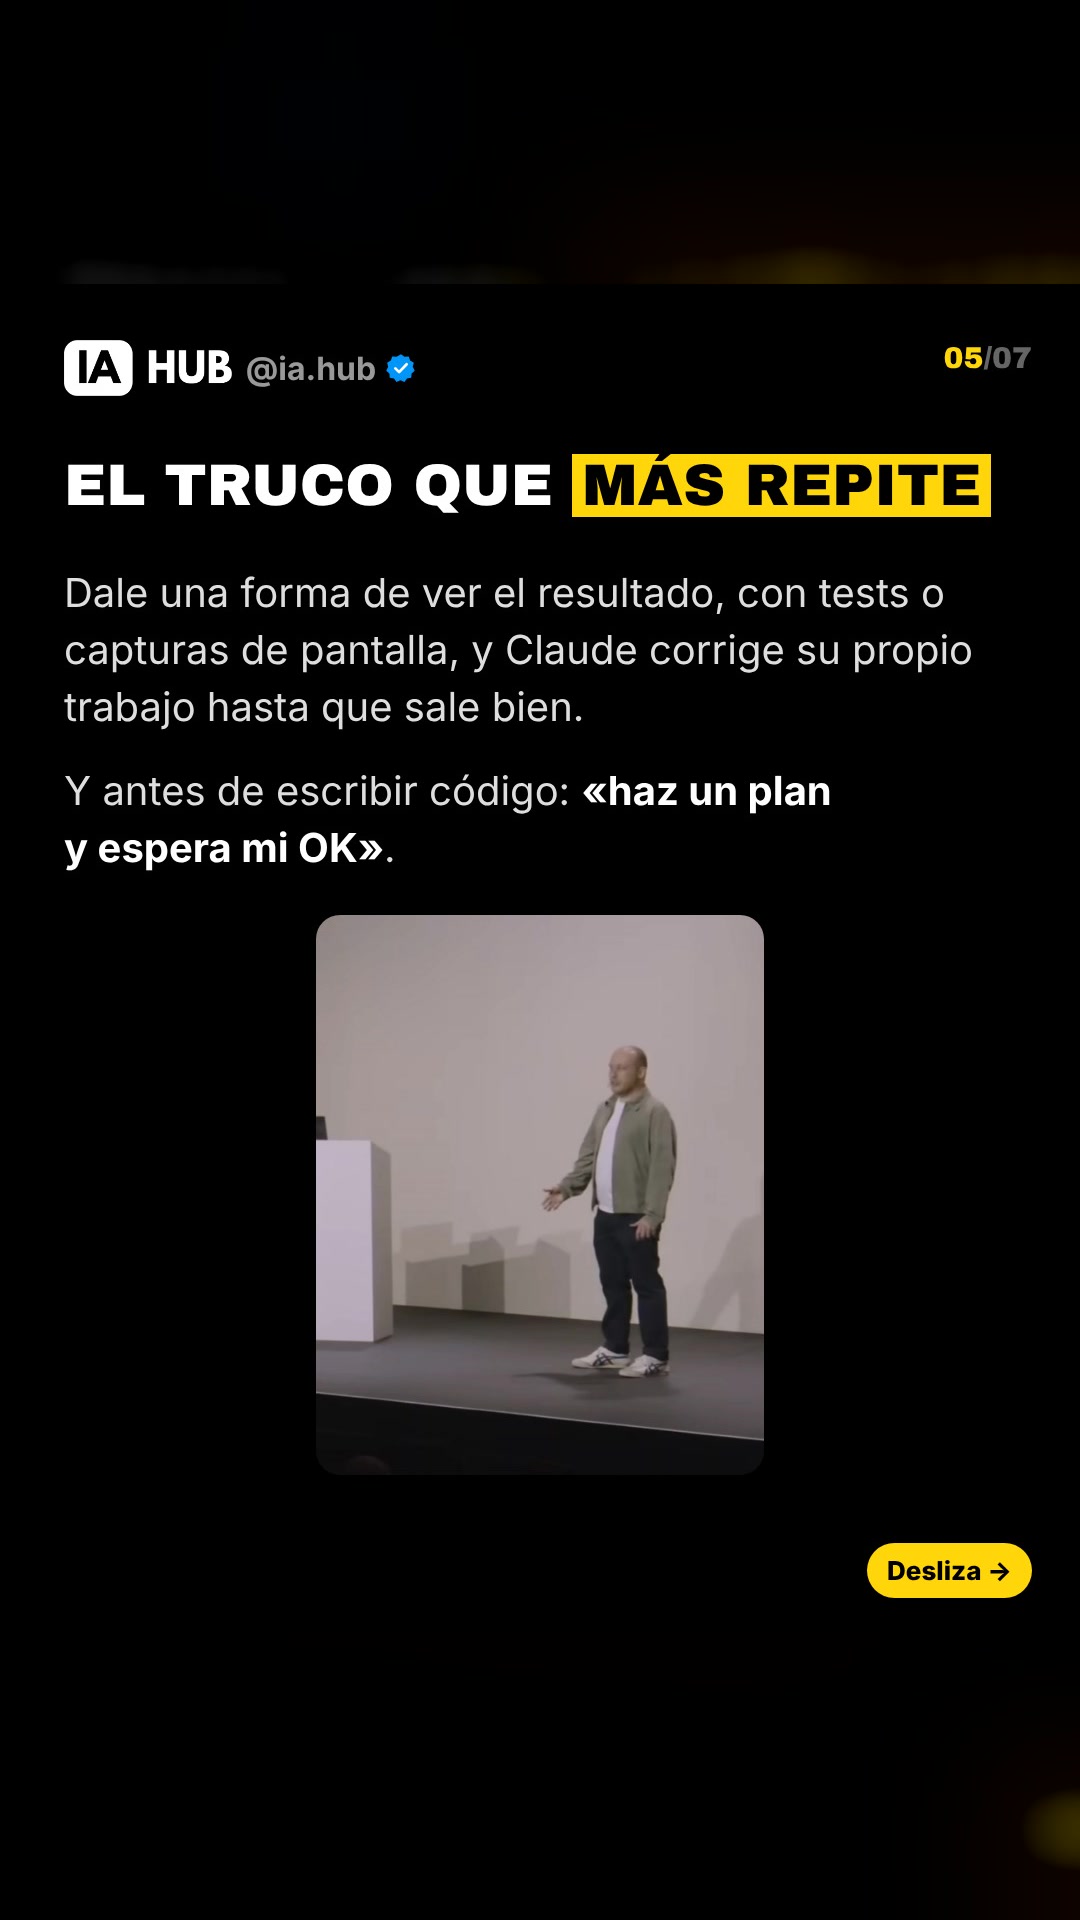 IA HUB @ia.hub
05/07
EL TRUCO QUE MÁS REPITE
Dale una forma de ver el resultado, con tests o
capturas de pantalla, y Claude corrige su propio
trabajo hasta que sale bien.
Y antes de escribir código: «haz un plan
y espera mi OK».
Desliza →